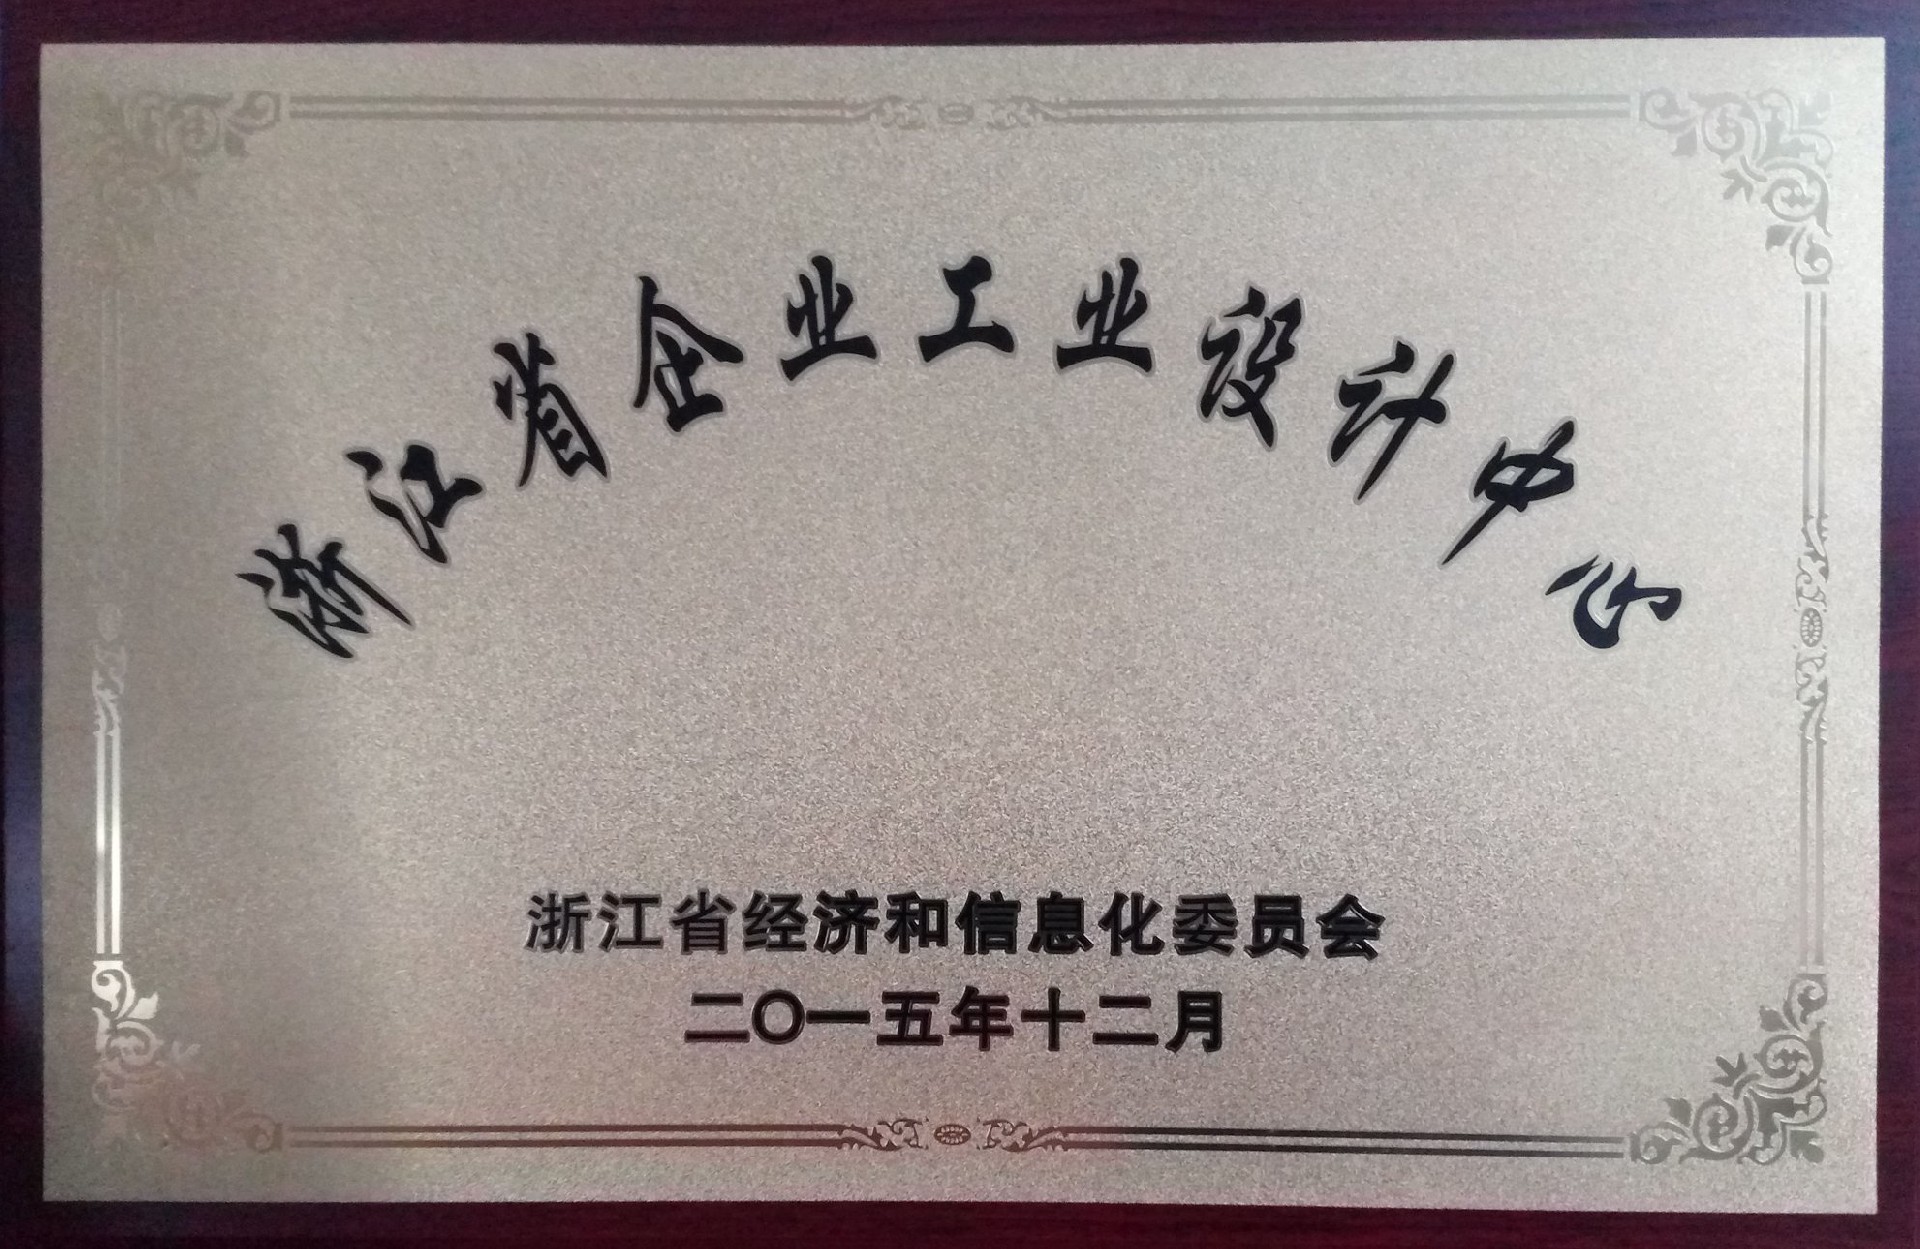 浙江省企业工业设计中心
浙江省经济和信息化委员会
二〇一五年十二月